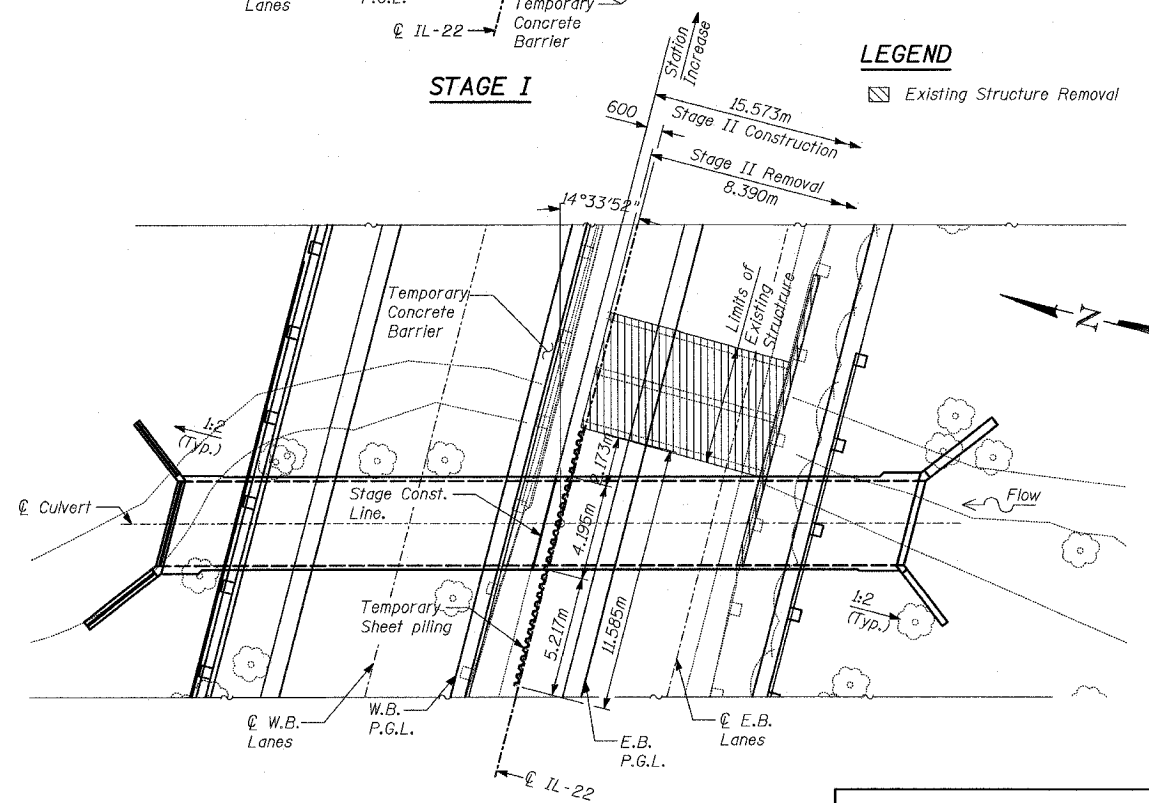 Lanes
P.G.L.
℄ IL-22
Temporary
Concrete
Barrier
STAGE I
Station
Increase
LEGEND
Existing Structure Removal
600
15.573m
Stage II Construction
Stage II Removal
8.390m
14°33'52"
Temporary
Concrete
Barrier
Limits of
Existing
Structrure
N
1:2
(Typ.)
℄ Culvert
Stage Const.
Line.
2.173m
4.195m
Flow
Temporary
Sheet piling
5.217m
11.585m
1:2
(Typ.)
℄ W.B.
Lanes
W.B.
P.G.L.
E.B.
P.G.L.
℄ E.B.
Lanes
℄ IL-22